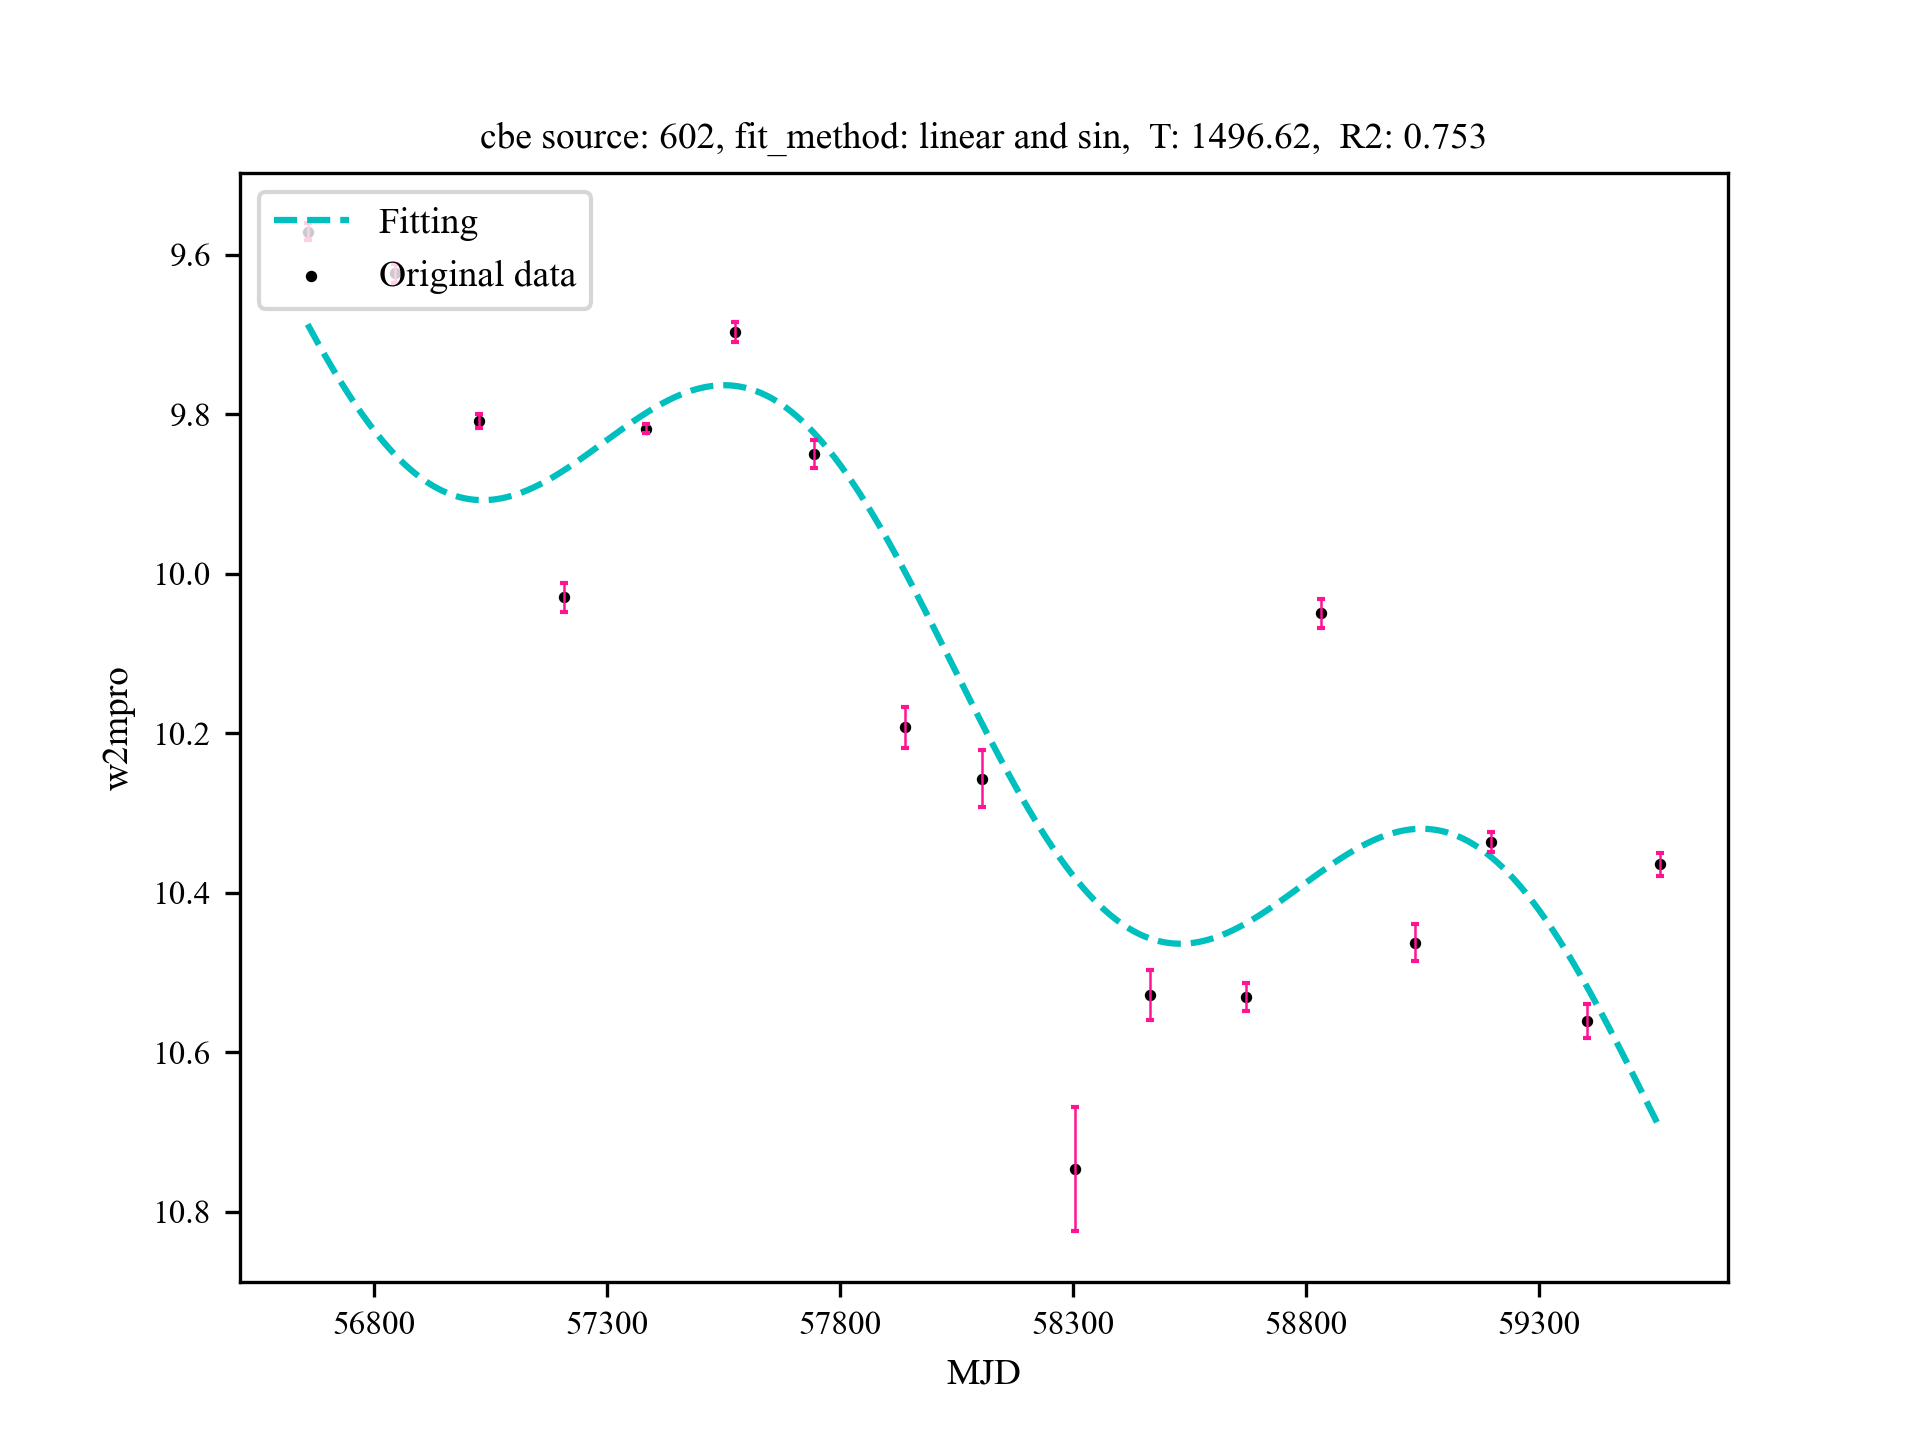 cbe source: 602, fit_method: linear and sin,  T: 1496.62,  R2: 0.753
Fitting
Original data
9.6
9.8
10.0
10.2
10.4
10.6
10.8
w2mpro
56800 57300 57800 58300 58800 59300
MJD